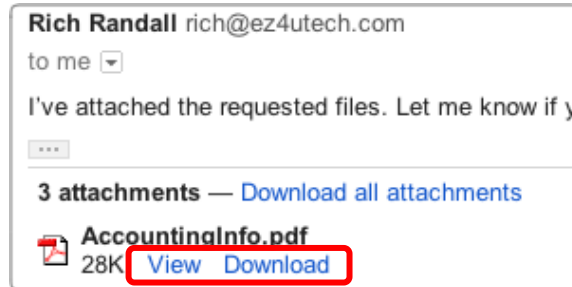 Rich Randall rich@ez4utech.com
to me
I've attached the requested files. Let me know if
...
3 attachments — Download all attachments
AccountingInfo.pdf
28K View Download